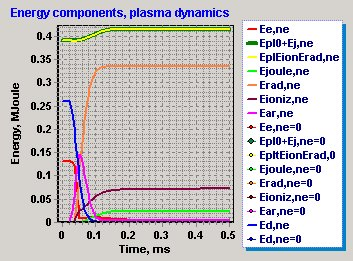 Energy components, plasma dynamics
Energy, MJoule
0.4
0.35
0.3
0.25
0.2
0.15
0.1
0.05
0
0 0.1 0.2 0.3 0.4 0.5
Time, ms
Ee,ne
Epl0+Ej,ne
EpltEionErad,ne
Ejoule,ne
Erad,ne
Eioniz,ne
Ear,ne
Ee,ne=0
Epl0+Ej,ne=0
EpltEionErad,0
Ejoule,ne=0
Erad,ne=0
Eioniz,ne=0
Ear,ne=0
Ed,ne
Ed,ne=0